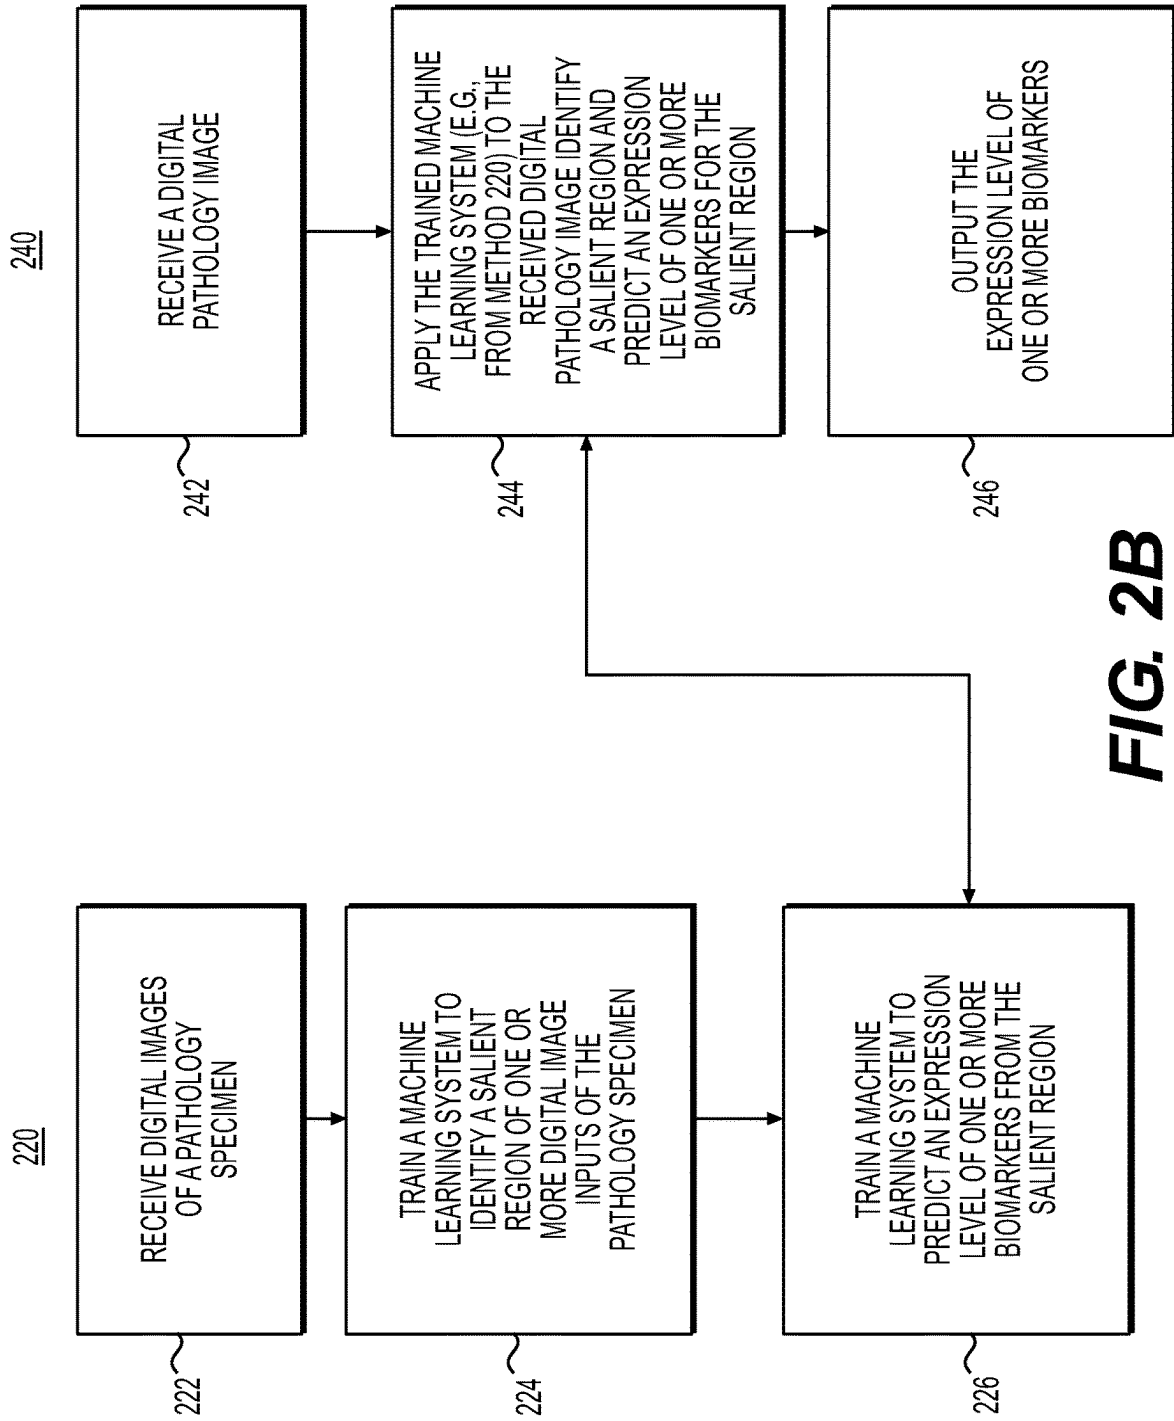 220
222
RECEIVE DIGITAL IMAGES
OF A PATHOLOGY
SPECIMEN
224
TRAIN A MACHINE
LEARNING SYSTEM TO
IDENTIFY A SALIENT
REGION OF ONE OR
MORE DIGITAL IMAGE
INPUTS OF THE
PATHOLOGY SPECIMEN
226
TRAIN A MACHINE
LEARNING SYSTEM TO
PREDICT AN EXPRESSION
LEVEL OF ONE OR MORE
BIOMARKERS FROM THE
SALIENT REGION
240
242
RECEIVE A DIGITAL
PATHOLOGY IMAGE
244
APPLY THE TRAINED MACHINE
LEARNING SYSTEM (E.G.,
FROM METHOD 220) TO THE
RECEIVED DIGITAL
PATHOLOGY IMAGE IDENTIFY
A SALIENT REGION AND
PREDICT AN EXPRESSION
LEVEL OF ONE OR MORE
BIOMARKERS FOR THE
SALIENT REGION
246
OUTPUT THE
EXPRESSION LEVEL OF
ONE OR MORE BIOMARKERS
FIG. 2B